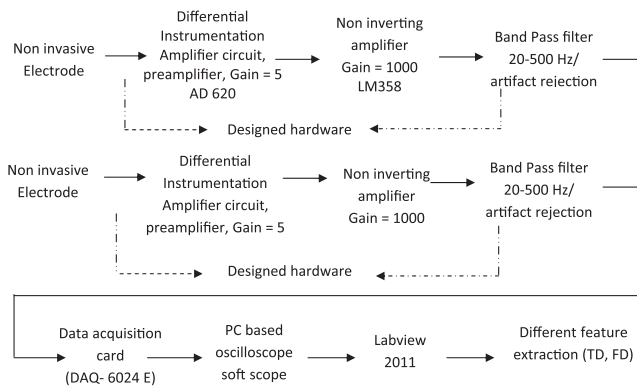 Non invasive
Electrode
Differential
Instrumentation
Amplifier circuit,
preamplifier, Gain = 5
AD 620
Non inverting
amplifier
Gain = 1000
LM358
Band Pass filter
20-500 Hz/
artifact rejection
Designed hardware
Non invasive
Electrode
Differential
Instrumentation
Amplifier circuit,
preamplifier, Gain = 5
Non inverting
amplifier
Gain = 1000
Band Pass filter
20-500 Hz/
artifact rejection
Designed hardware
Data acquisition
card
(DAQ- 6024 E)
PC based
oscilloscope
soft scope
Labview
2011
Different feature
extraction (TD, FD)